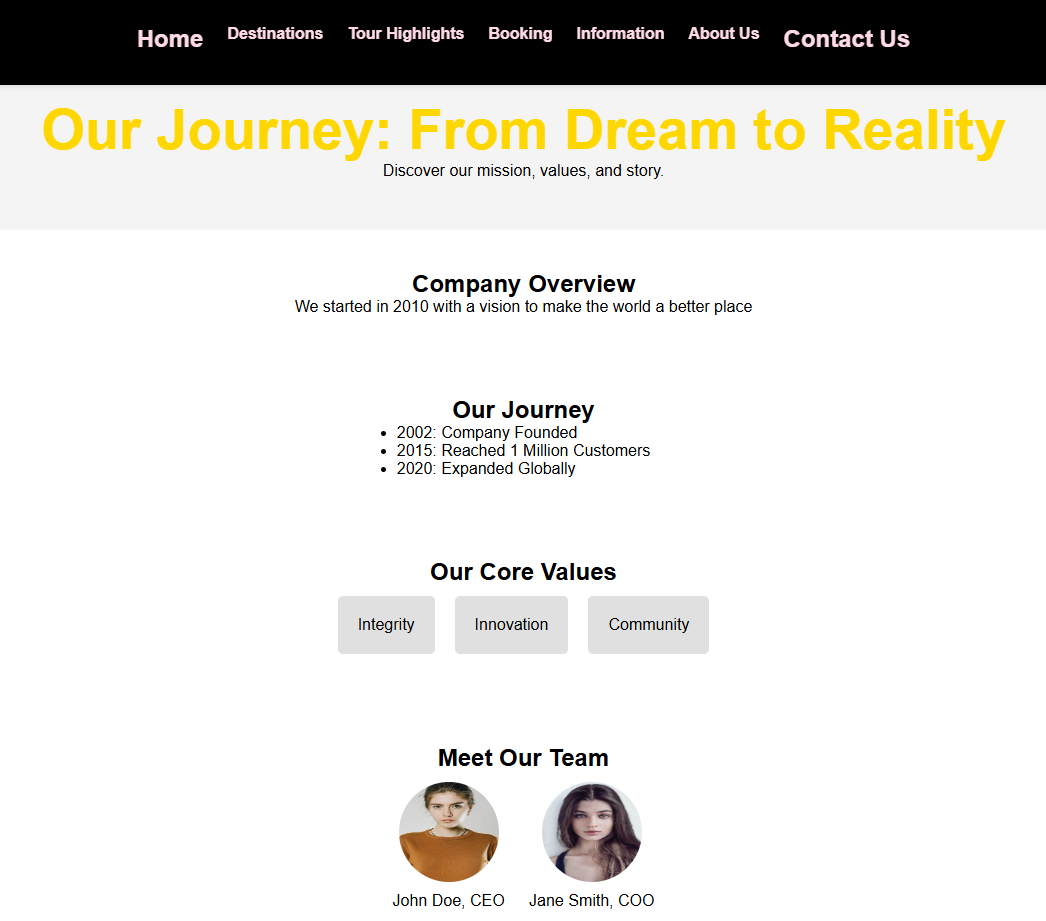 Home Destinations Tour Highlights Booking Information About Us Contact Us
Our Journey: From Dream to Reality
Discover our mission, values, and story.
Company Overview
We started in 2010 with a vision to make the world a better place
Our Journey
• 2002: Company Founded
• 2015: Reached 1 Million Customers
• 2020: Expanded Globally
Our Core Values
Integrity Innovation Community
Meet Our Team
John Doe, CEO Jane Smith, COO